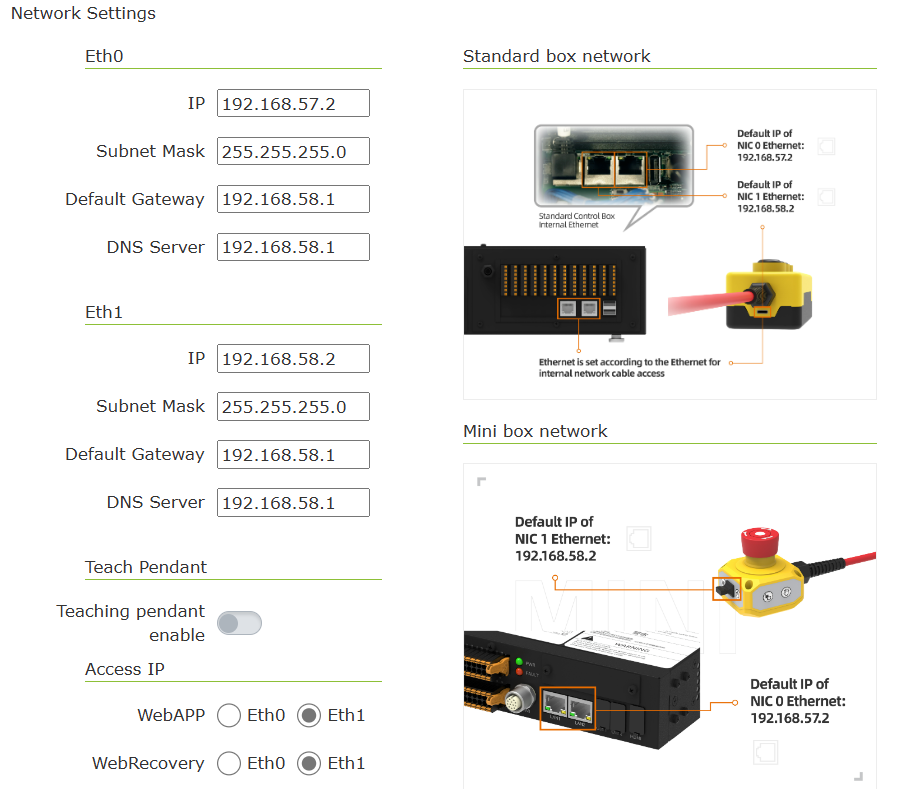 Network Settings
Eth0
IP 192.168.57.2
Subnet Mask 255.255.255.0
Default Gateway 192.168.58.1
DNS Server 192.168.58.1
Eth1
IP 192.168.58.2
Subnet Mask 255.255.255.0
Default Gateway 192.168.58.1
DNS Server 192.168.58.1
Teach Pendant
Teaching pendant
enable
Access IP
WebAPP Eth0 Eth1
WebRecovery Eth0 Eth1
Standard box network
Default IP of
NIC 0 Ethernet:
192.168.57.2
Default IP of
NIC 1 Ethernet:
192.168.58.2
Standard Control Box
Internal Ethernet
Ethernet is set according to the Ethernet for
internal network cable access
Mini box network
Default IP of
NIC 1 Ethernet:
192.168.58.2
MINI
WARNING
PWR
FAULT
LAN1
LAN2
Default IP of
NIC 0 Ethernet:
192.168.57.2